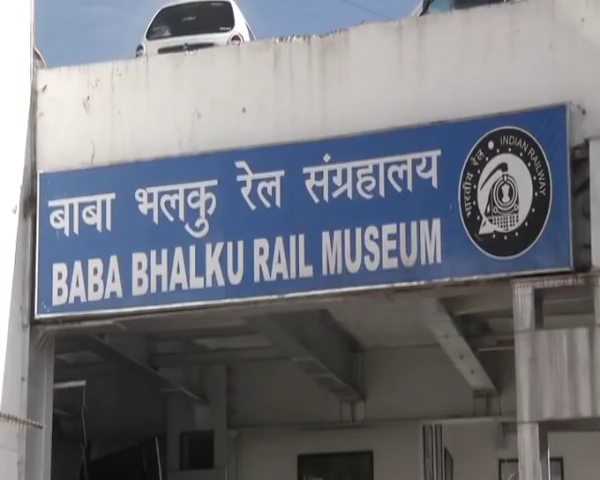 बाबा भलकु रेल संग्रहालय
BABA BHALKU RAIL MUSEUM
भारतीय रेल • INDIAN RAILWAY